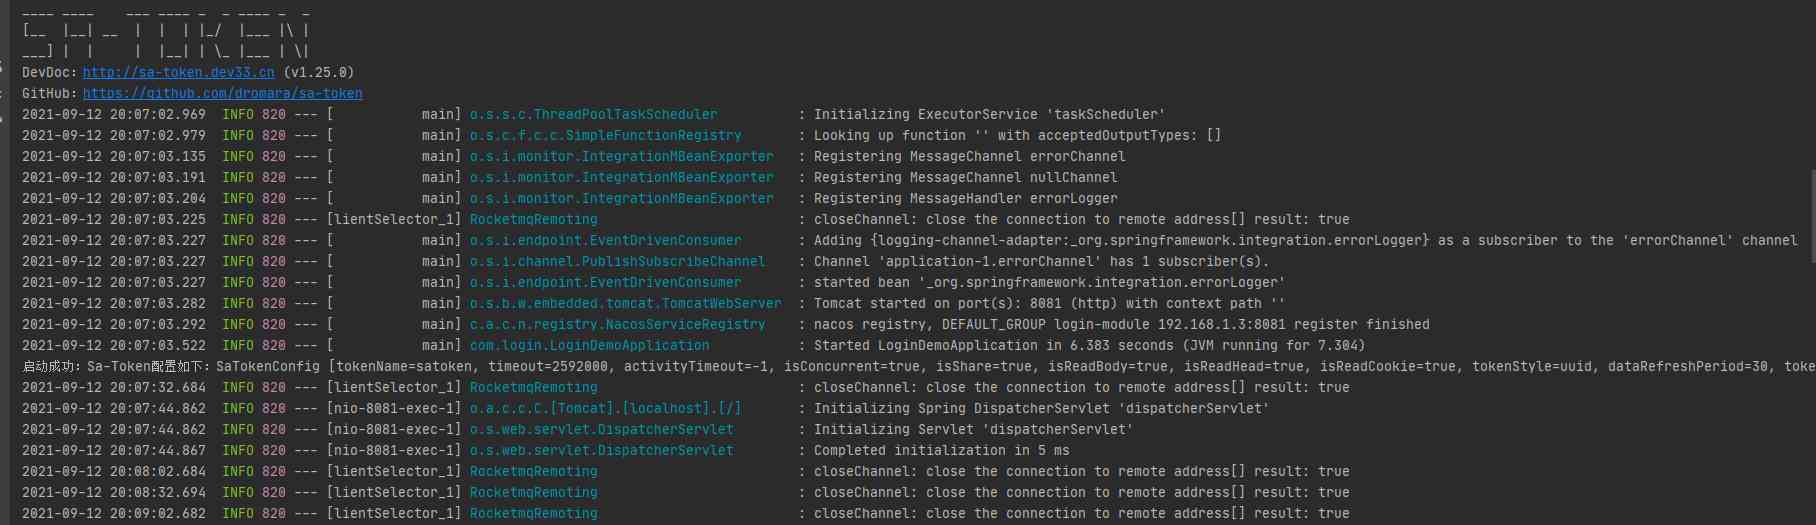 DevDoc：http://sa-token.dev33.cn (v1.25.0)
GitHub：https://github.com/dromara/sa-token
2021-09-12 20:07:02.969  INFO 820 --- [           main] o.s.s.c.ThreadPoolTaskScheduler          : Initializing ExecutorService 'taskScheduler'
2021-09-12 20:07:02.979  INFO 820 --- [           main] o.s.c.f.c.c.SimpleFunctionRegistry       : Looking up function '' with acceptedOutputTypes: []
2021-09-12 20:07:03.135  INFO 820 --- [           main] o.s.i.monitor.IntegrationMBeanExporter   : Registering MessageChannel errorChannel
2021-09-12 20:07:03.191  INFO 820 --- [           main] o.s.i.monitor.IntegrationMBeanExporter   : Registering MessageChannel nullChannel
2021-09-12 20:07:03.204  INFO 820 --- [           main] o.s.i.monitor.IntegrationMBeanExporter   : Registering MessageHandler errorLogger
2021-09-12 20:07:03.225  INFO 820 --- [lientSelector_1] RocketmqRemoting                         : closeChannel: close the connection to remote address[] result: true
2021-09-12 20:07:03.227  INFO 820 --- [           main] o.s.i.endpoint.EventDrivenConsumer       : Adding {logging-channel-adapter:_org.springframework.integration.errorLogger} as a subscriber to the 'errorChannel' channel
2021-09-12 20:07:03.227  INFO 820 --- [           main] o.s.i.channel.PublishSubscribeChannel    : Channel 'application-1.errorChannel' has 1 subscriber(s).
2021-09-12 20:07:03.227  INFO 820 --- [           main] o.s.i.endpoint.EventDrivenConsumer       : started bean '_org.springframework.integration.errorLogger'
2021-09-12 20:07:03.282  INFO 820 --- [           main] o.s.b.w.embedded.tomcat.TomcatWebServer  : Tomcat started on port(s): 8081 (http) with context path ''
2021-09-12 20:07:03.292  INFO 820 --- [           main] c.a.c.n.registry.NacosServiceRegistry    : nacos registry, DEFAULT_GROUP login-module 192.168.1.3:8081 register finished
2021-09-12 20:07:03.522  INFO 820 --- [           main] com.login.LoginDemoApplication           : Started LoginDemoApplication in 6.383 seconds (JVM running for 7.304)
启动成功：Sa-Token配置如下：SaTokenConfig [tokenName=satoken, timeout=2592000, activityTimeout=-1, isConcurrent=true, isShare=true, isReadBody=true, isReadHead=true, isReadCookie=true, tokenStyle=uuid, dataRefreshPeriod=30, toke
2021-09-12 20:07:32.684  INFO 820 --- [lientSelector_1] RocketmqRemoting                         : closeChannel: close the connection to remote address[] result: true
2021-09-12 20:07:44.862  INFO 820 --- [nio-8081-exec-1] o.a.c.c.C.[Tomcat].[localhost].[/]       : Initializing Spring DispatcherServlet 'dispatcherServlet'
2021-09-12 20:07:44.862  INFO 820 --- [nio-8081-exec-1] o.s.web.servlet.DispatcherServlet        : Initializing Servlet 'dispatcherServlet'
2021-09-12 20:07:44.867  INFO 820 --- [nio-8081-exec-1] o.s.web.servlet.DispatcherServlet        : Completed initialization in 5 ms
2021-09-12 20:08:02.684  INFO 820 --- [lientSelector_1] RocketmqRemoting                         : closeChannel: close the connection to remote address[] result: true
2021-09-12 20:08:32.694  INFO 820 --- [lientSelector_1] RocketmqRemoting                         : closeChannel: close the connection to remote address[] result: true
2021-09-12 20:09:02.682  INFO 820 --- [lientSelector_1] RocketmqRemoting                         : closeChannel: close the connection to remote address[] result: true